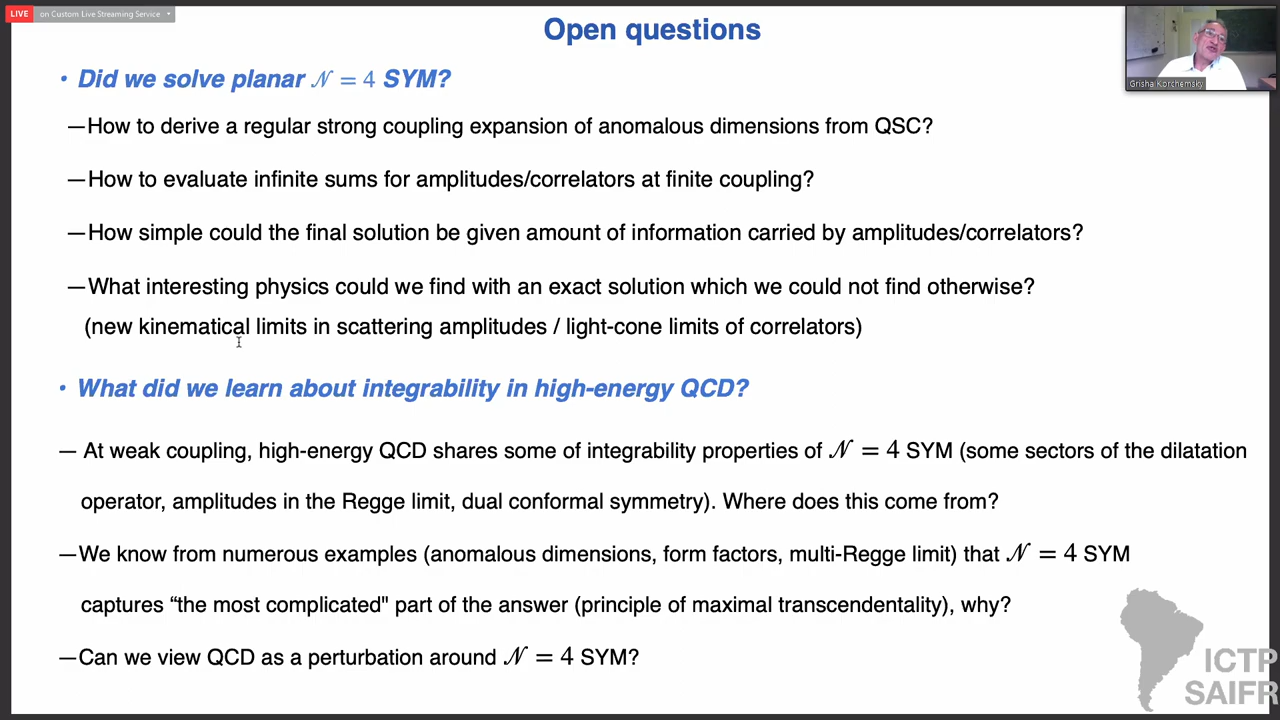 LIVE on Custom Live Streaming Service
Open questions
Grisha Korchemsky
• Did we solve planar 𝒩 = 4 SYM?
—How to derive a regular strong coupling expansion of anomalous dimensions from QSC?
—How to evaluate infinite sums for amplitudes/correlators at finite coupling?
—How simple could the final solution be given amount of information carried by amplitudes/correlators?
—What interesting physics could we find with an exact solution which we could not find otherwise?
(new kinematical limits in scattering amplitudes / light-cone limits of correlators)
• What did we learn about integrability in high-energy QCD?
— At weak coupling, high-energy QCD shares some of integrability properties of 𝒩 = 4 SYM (some sectors of the dilatation
operator, amplitudes in the Regge limit, dual conformal symmetry). Where does this come from?
—We know from numerous examples (anomalous dimensions, form factors, multi-Regge limit) that 𝒩 = 4 SYM
captures “the most complicated" part of the answer (principle of maximal transcendentality), why?
—Can we view QCD as a perturbation around 𝒩 = 4 SYM?
ICTP
SAIFR